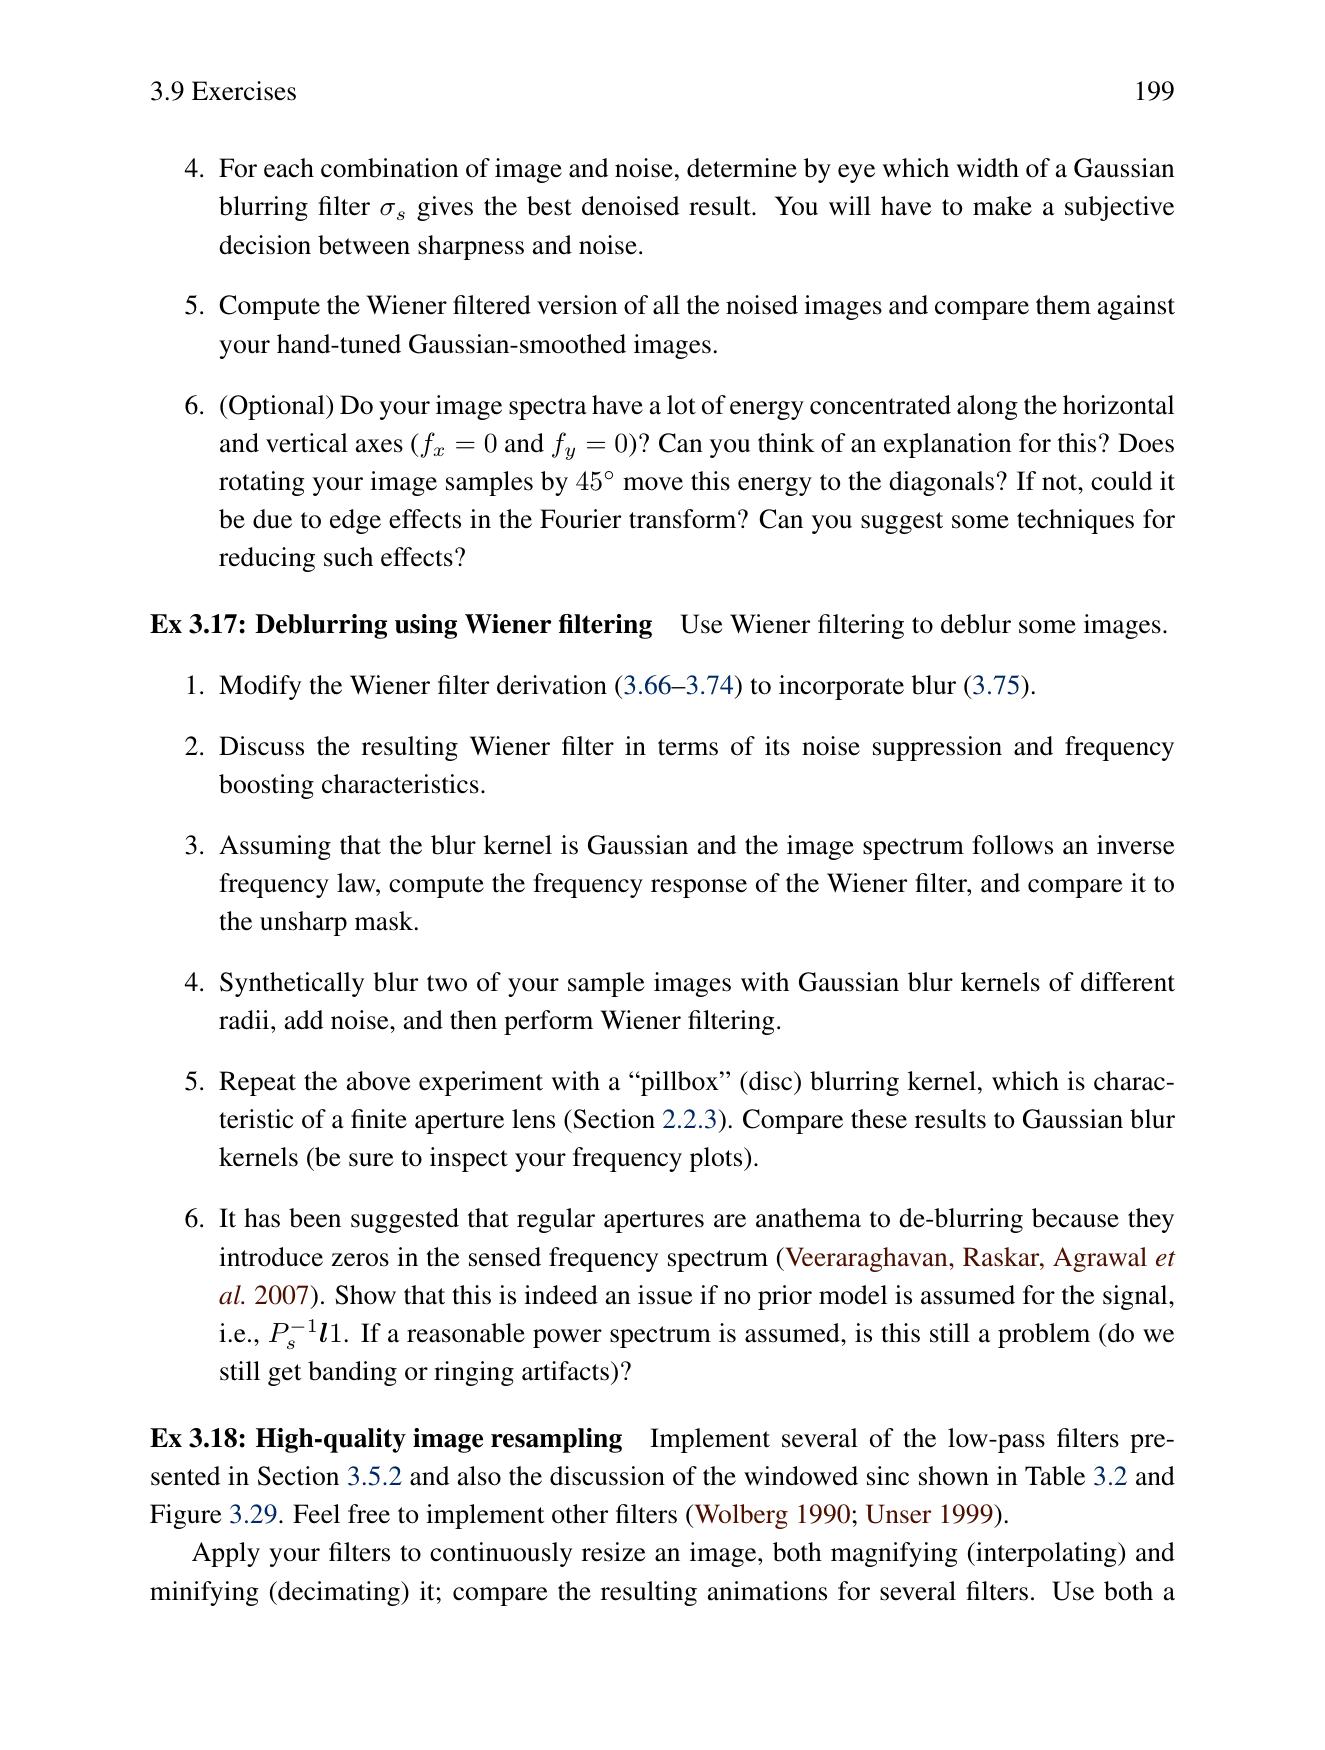 3.9 Exercises 199
4. For each combination of image and noise, determine by eye which width of a Gaussian
blurring filter σₛ gives the best denoised result. You will have to make a subjective
decision between sharpness and noise.
5. Compute the Wiener filtered version of all the noised images and compare them against
your hand-tuned Gaussian-smoothed images.
6. (Optional) Do your image spectra have a lot of energy concentrated along the horizontal
and vertical axes (fₓ = 0 and f_y = 0)? Can you think of an explanation for this? Does
rotating your image samples by 45° move this energy to the diagonals? If not, could it
be due to edge effects in the Fourier transform? Can you suggest some techniques for
reducing such effects?
Ex 3.17: Deblurring using Wiener filtering Use Wiener filtering to deblur some images.
1. Modify the Wiener filter derivation (3.66–3.74) to incorporate blur (3.75).
2. Discuss the resulting Wiener filter in terms of its noise suppression and frequency
boosting characteristics.
3. Assuming that the blur kernel is Gaussian and the image spectrum follows an inverse
frequency law, compute the frequency response of the Wiener filter, and compare it to
the unsharp mask.
4. Synthetically blur two of your sample images with Gaussian blur kernels of different
radii, add noise, and then perform Wiener filtering.
5. Repeat the above experiment with a “pillbox” (disc) blurring kernel, which is charac-
teristic of a finite aperture lens (Section 2.2.3). Compare these results to Gaussian blur
kernels (be sure to inspect your frequency plots).
6. It has been suggested that regular apertures are anathema to de-blurring because they
introduce zeros in the sensed frequency spectrum (Veeraraghavan, Raskar, Agrawal et
al. 2007). Show that this is indeed an issue if no prior model is assumed for the signal,
i.e., Pₛ⁻¹l1. If a reasonable power spectrum is assumed, is this still a problem (do we
still get banding or ringing artifacts)?
Ex 3.18: High-quality image resampling Implement several of the low-pass filters pre-
sented in Section 3.5.2 and also the discussion of the windowed sinc shown in Table 3.2 and
Figure 3.29. Feel free to implement other filters (Wolberg 1990; Unser 1999).
Apply your filters to continuously resize an image, both magnifying (interpolating) and
minifying (decimating) it; compare the resulting animations for several filters. Use both a